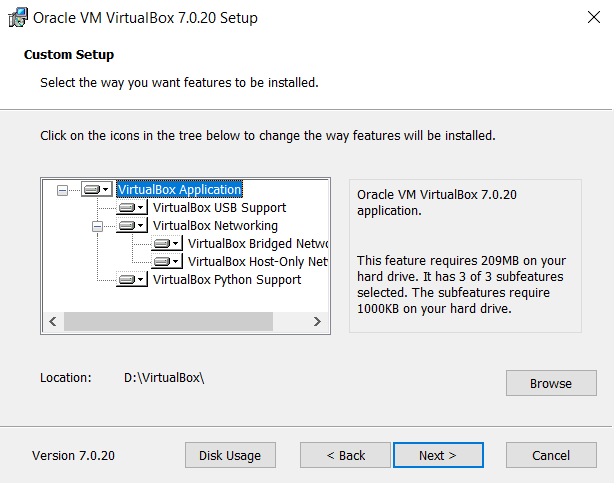 Oracle VM VirtualBox 7.0.20 Setup
Custom Setup
Select the way you want features to be installed.
Click on the icons in the tree below to change the way features will be installed.
VirtualBox Application
VirtualBox USB Support
VirtualBox Networking
VirtualBox Bridged Netwo
VirtualBox Host-Only Net
VirtualBox Python Support
Oracle VM VirtualBox 7.0.20
application.
This feature requires 209MB on your
hard drive. It has 3 of 3 subfeatures
selected. The subfeatures require
1000KB on your hard drive.
Location: D:\VirtualBox\
Browse
Version 7.0.20
Disk Usage
< Back
Next >
Cancel